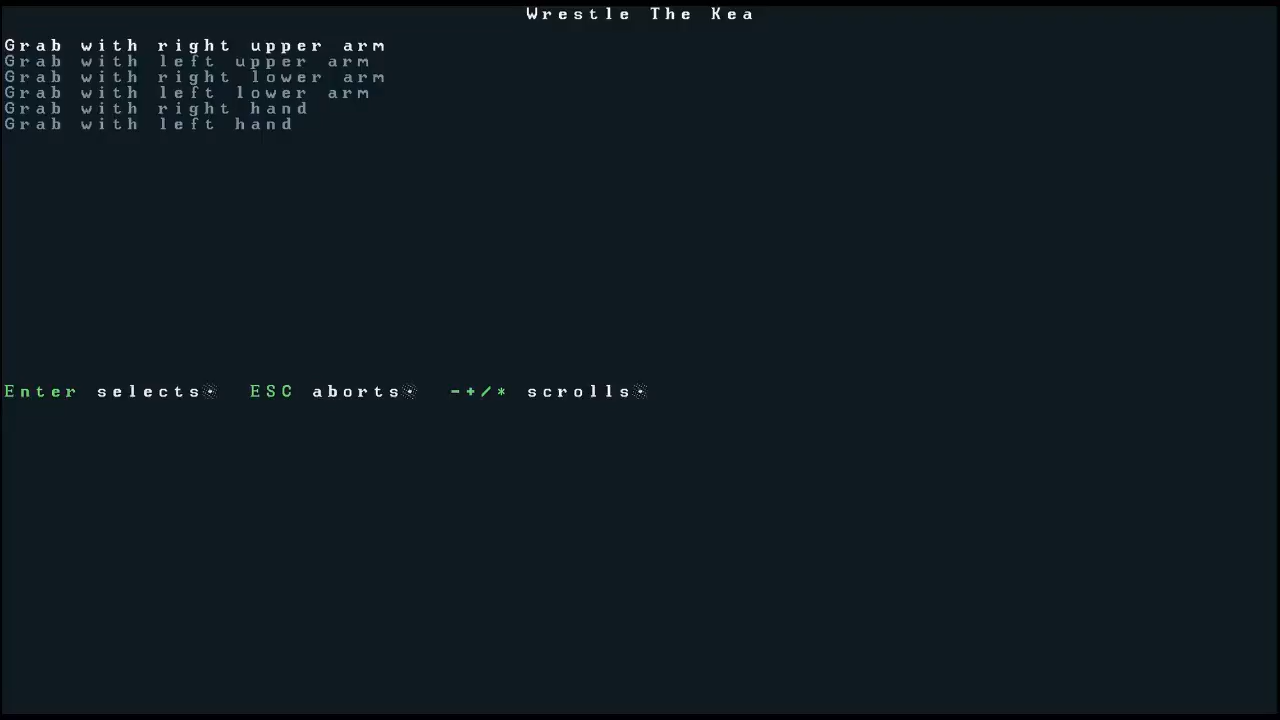 Wrestle The Kea
Grab with right upper arm
Grab with left upper arm
Grab with right lower arm
Grab with left lower arm
Grab with right hand
Grab with left hand
Enter selects. ESC aborts. -+/* scrolls.